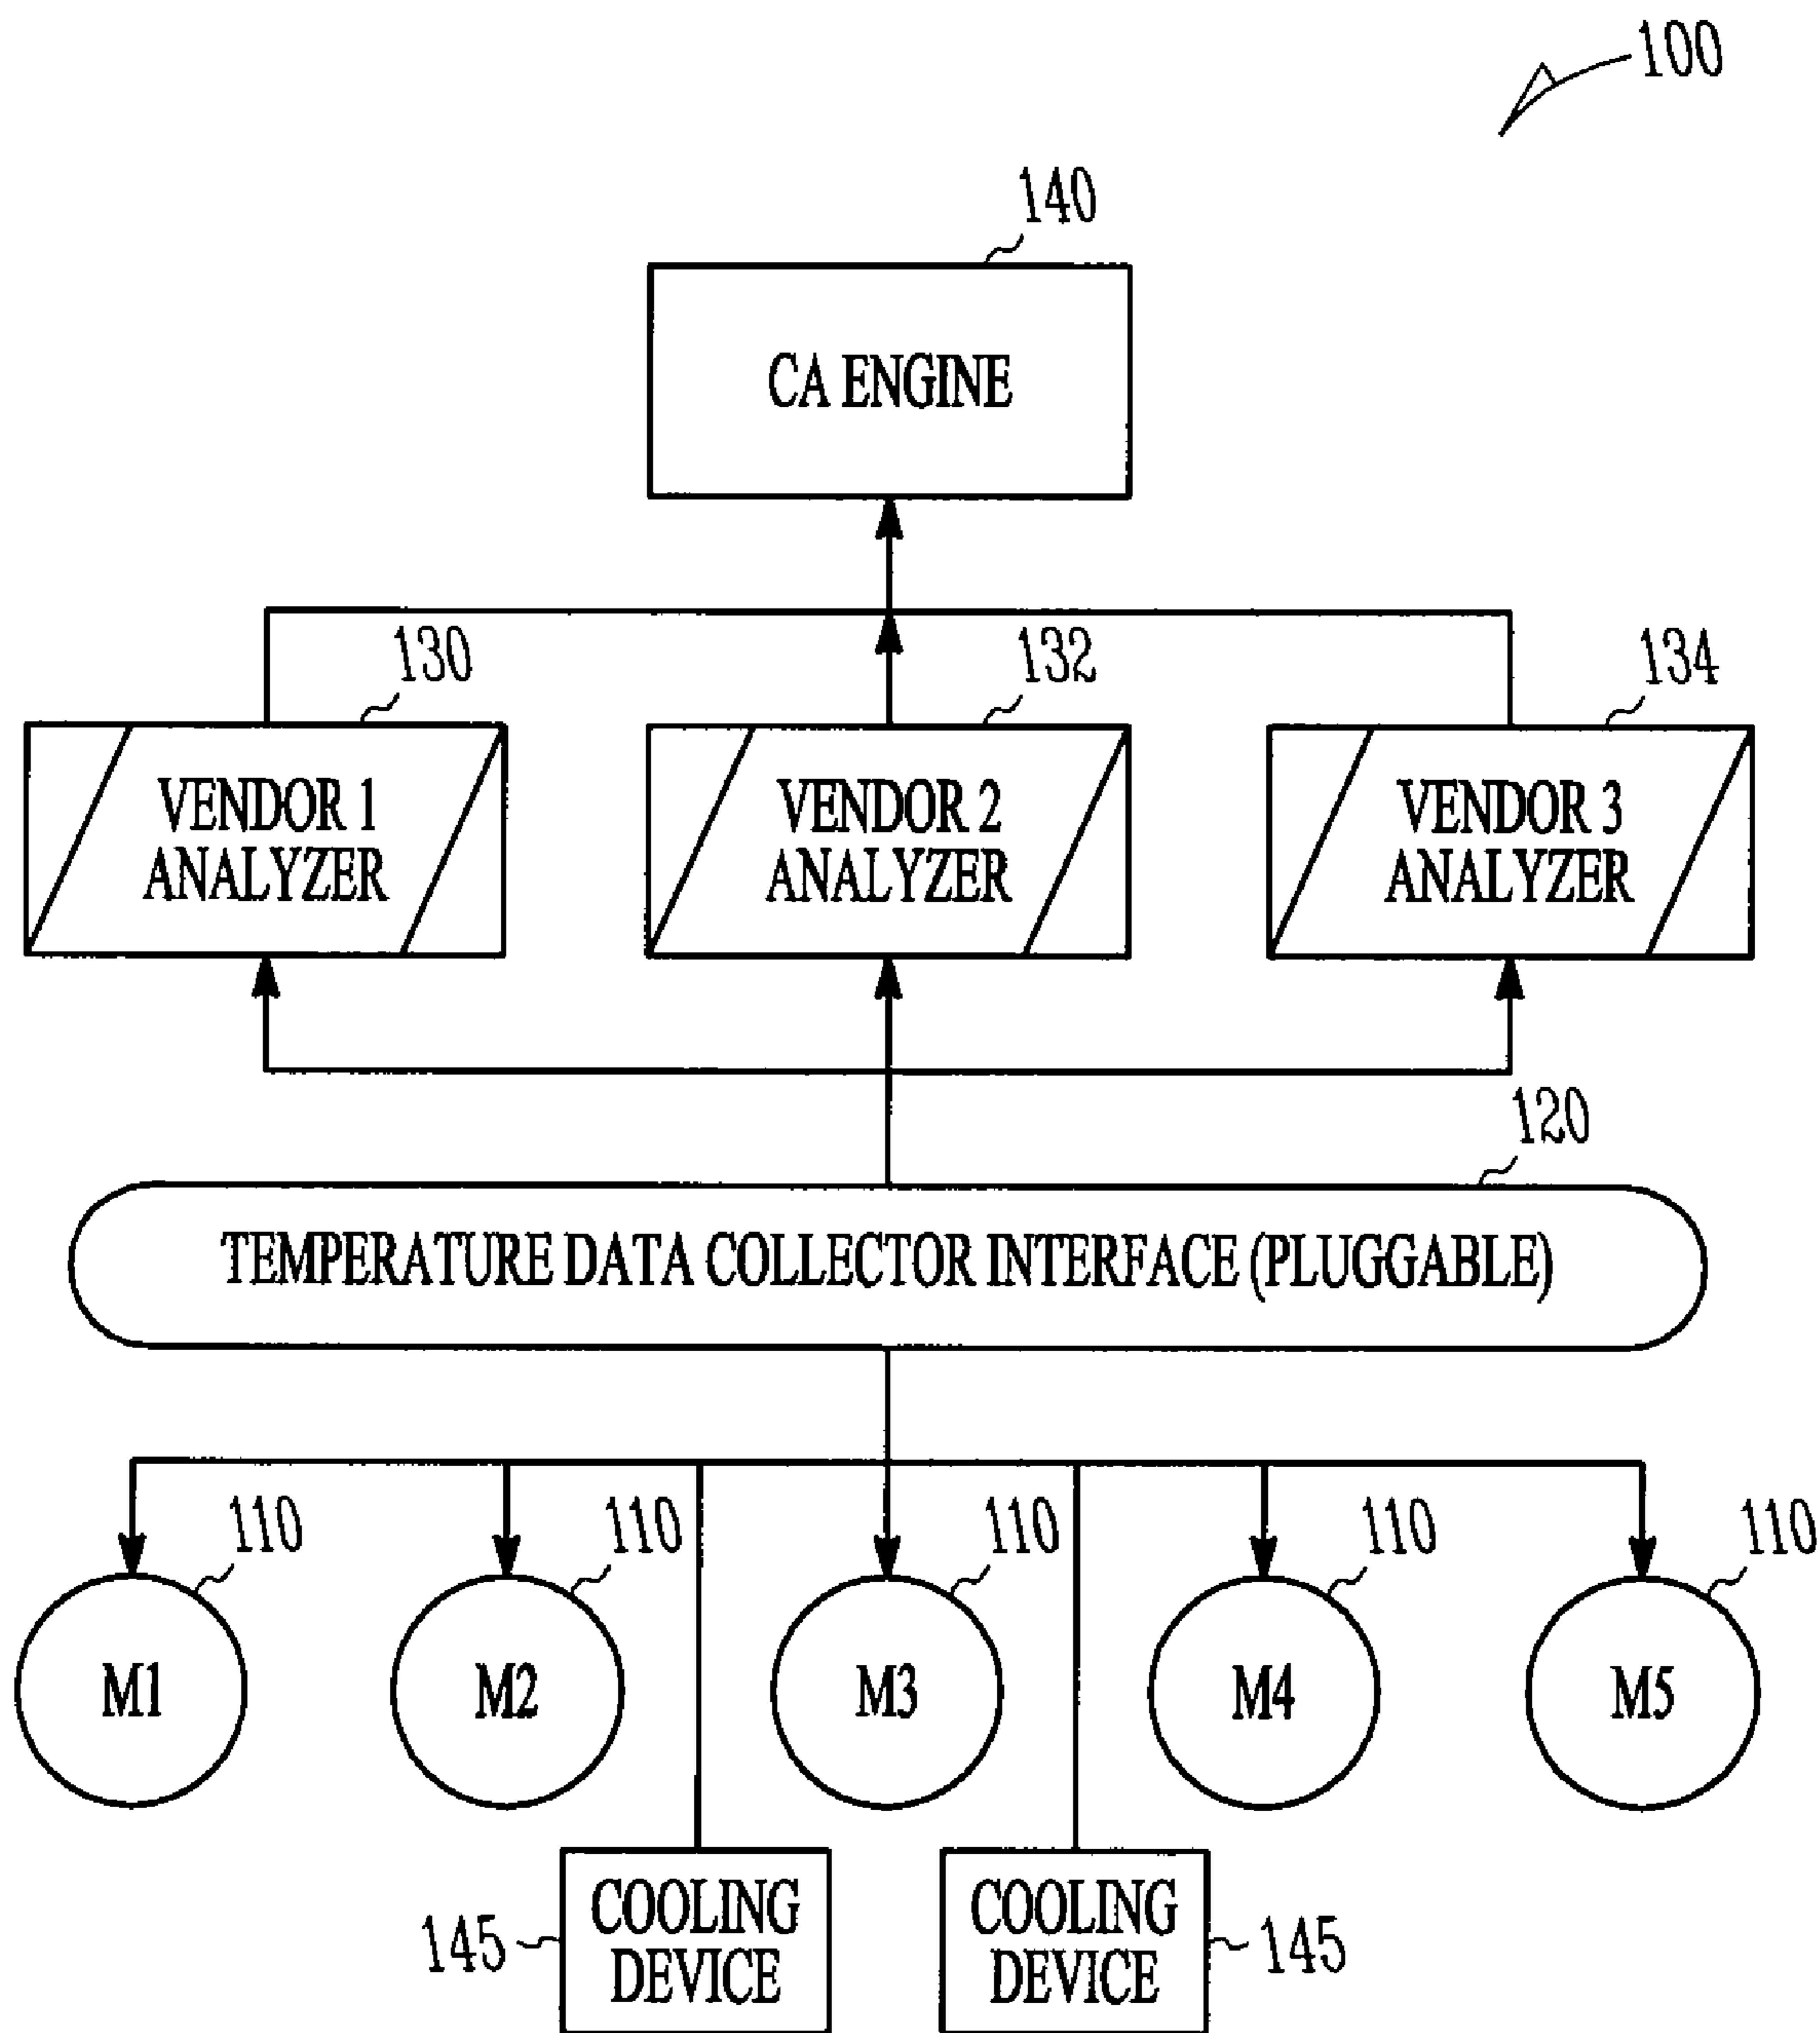 100
140
CA ENGINE
130
132
134
VENDOR 1
ANALYZER
VENDOR 2
ANALYZER
VENDOR 3
ANALYZER
120
TEMPERATURE DATA COLLECTOR INTERFACE (PLUGGABLE)
110
110
110
110
110
M1
M2
M3
M4
M5
COOLING
DEVICE
145
COOLING
DEVICE
145